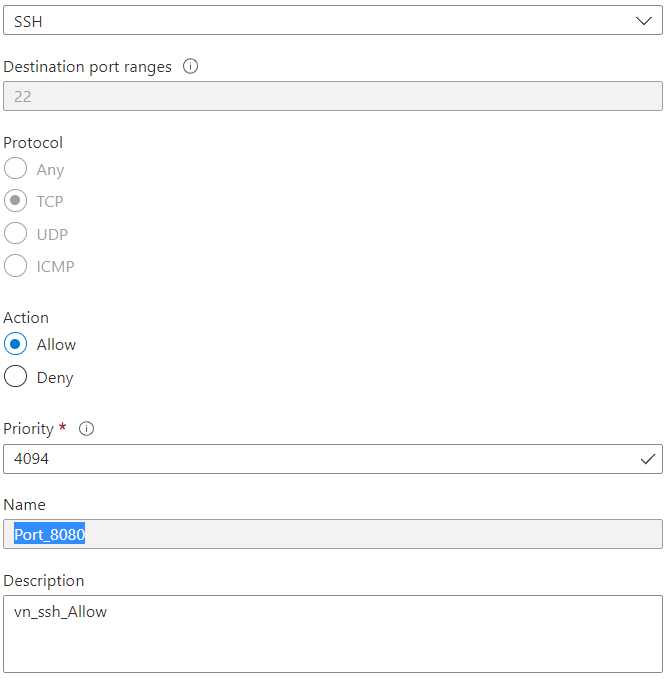 SSH
Destination port ranges
22
Protocol
Any
TCP
UDP
ICMP
Action
Allow
Deny
Priority *
4094
Name
Port_8080
Description
vn_ssh_Allow